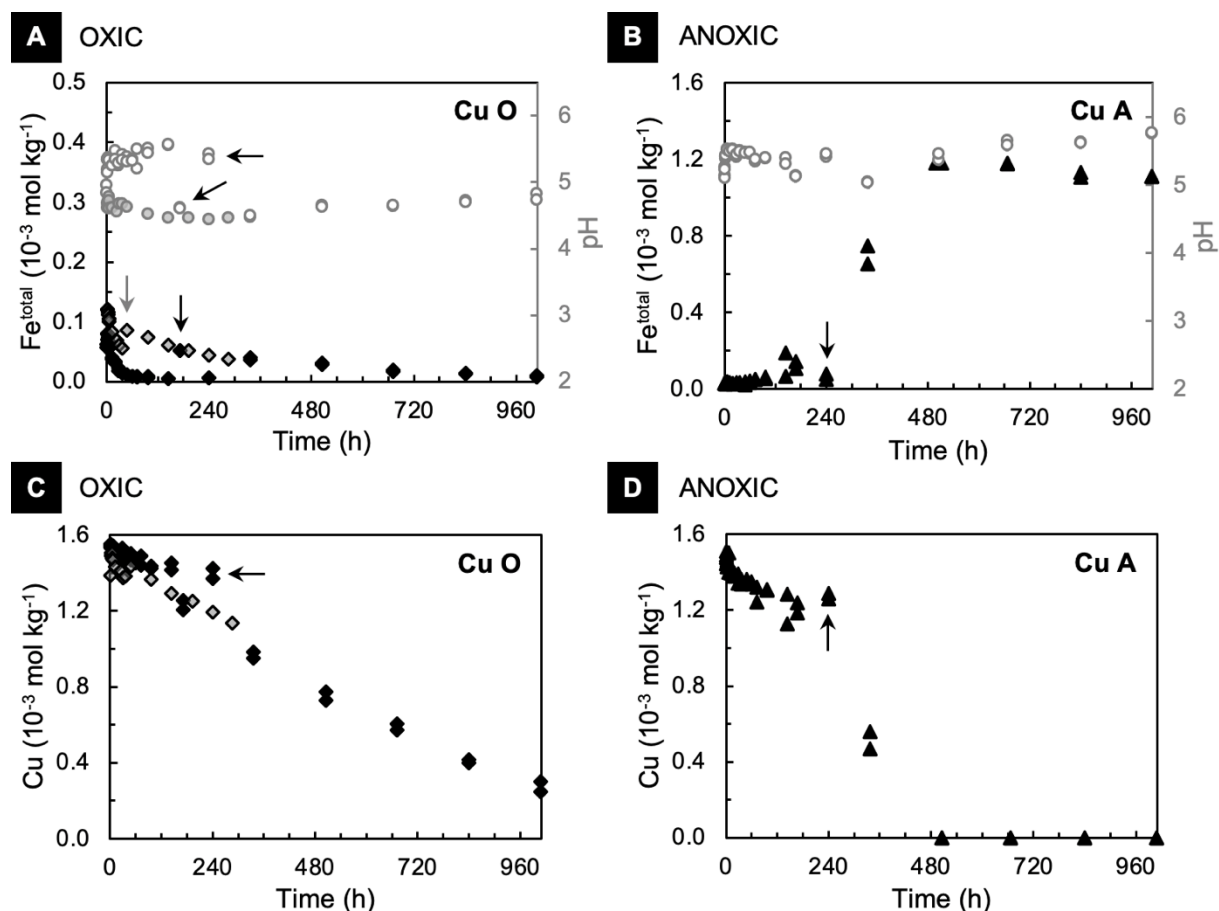 A OXIC
Fe^total (10^-3 mol kg^-1)
0.5
0.4
0.3
0.2
0.1
0.0
Cu O
6
5
4
3
2
pH
0 240 480 720 960
Time (h)
B ANOXIC
Fe^total (10^-3 mol kg^-1)
1.6
1.2
0.8
0.4
0.0
Cu A
6
5
4
3
2
pH
0 240 480 720 960
Time (h)
C OXIC
Cu (10^-3 mol kg^-1)
1.6
1.2
0.8
0.4
0.0
Cu O
0 240 480 720 960
Time (h)
D ANOXIC
Cu (10^-3 mol kg^-1)
1.6
1.2
0.8
0.4
0.0
Cu A
0 240 480 720 960
Time (h)